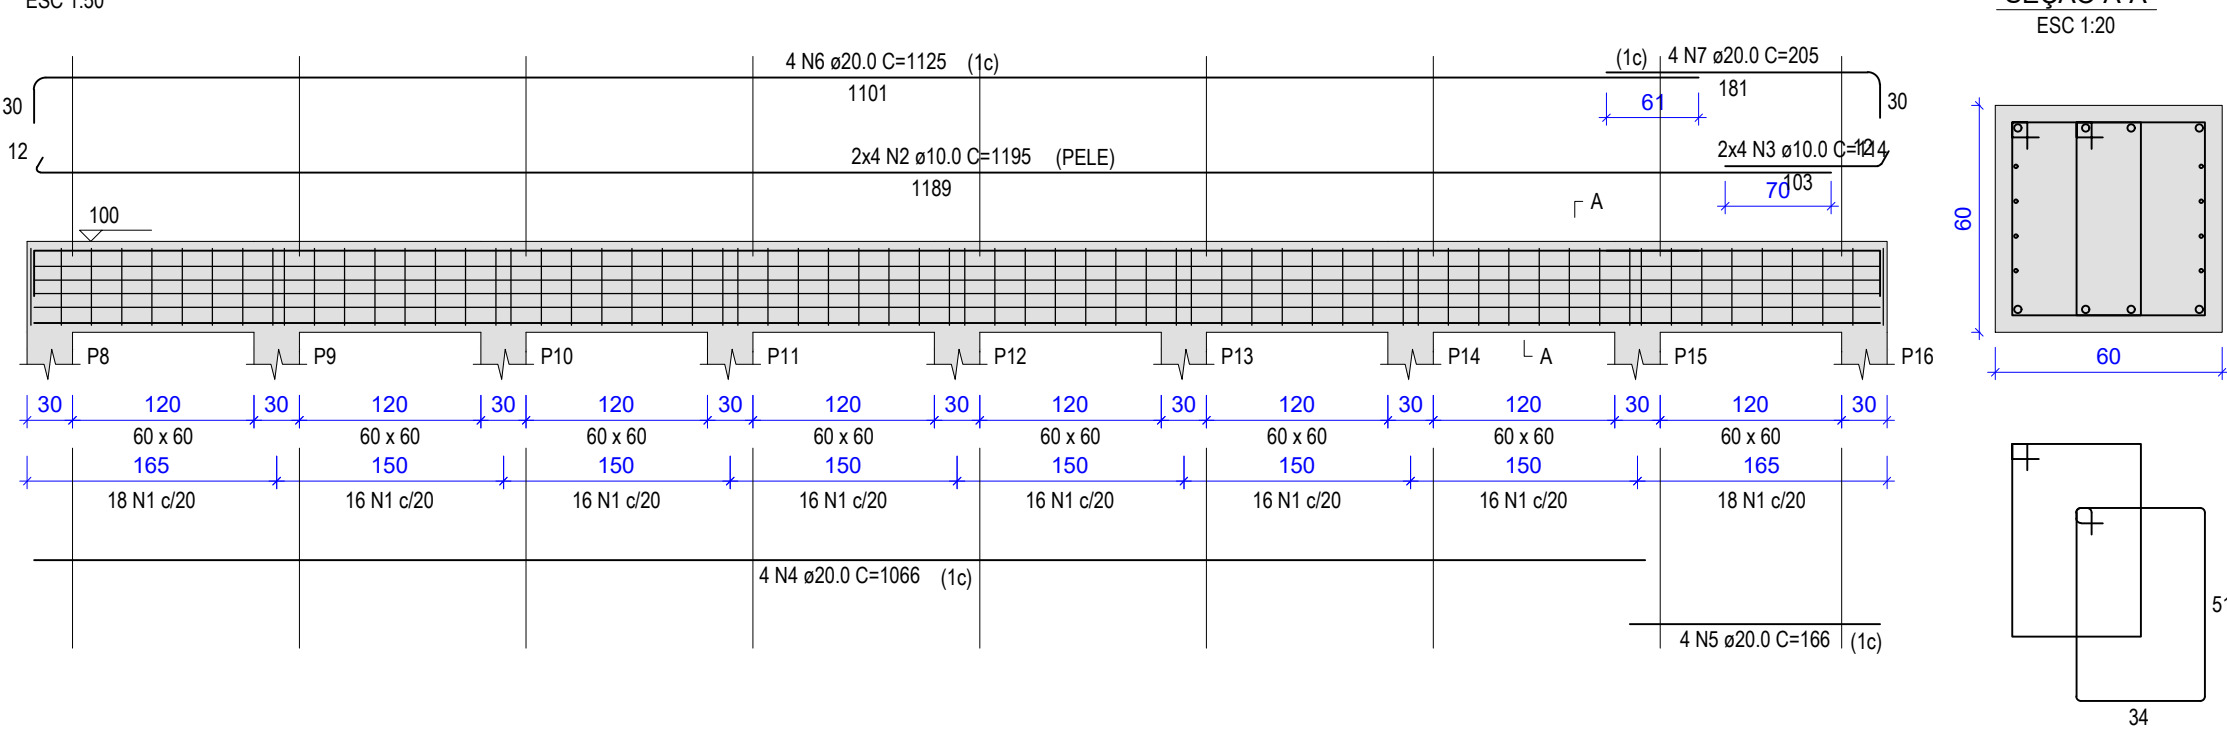 ESC 1:50
SEÇÃO A-A
ESC 1:20
4 N6 ø20.0 C=1125 (1c)
1101
(1c) 4 N7 ø20.0 C=205
181
30
30
61
12
2x4 N2 ø10.0 C=1195 (PELE)
1189
2x4 N3 ø10.0 C=114
12
103
70
A
100
60
60
P8
P9
P10
P11
P12
P13
P14
A
P15
P16
30 120 30 120 30 120 30 120 30 120 30 120 30 120 30 120 30
60 x 60 60 x 60 60 x 60 60 x 60 60 x 60 60 x 60 60 x 60 60 x 60
165 150 150 150 150 150 150 165
18 N1 c/20 16 N1 c/20 16 N1 c/20 16 N1 c/20 16 N1 c/20 16 N1 c/20 16 N1 c/20 18 N1 c/20
4 N4 ø20.0 C=1066 (1c)
4 N5 ø20.0 C=166 (1c)
51
34